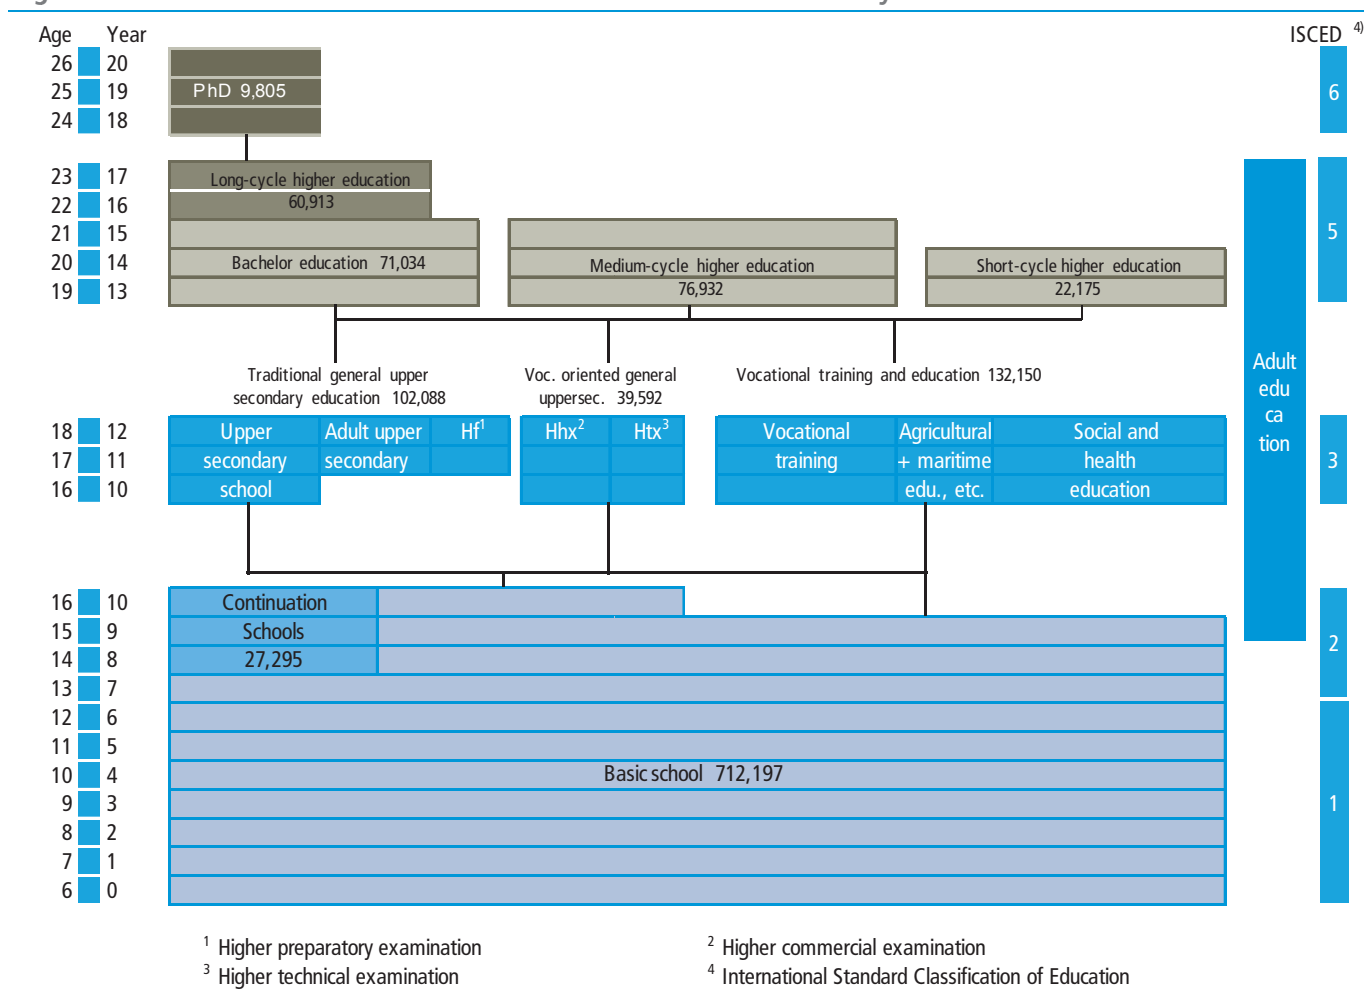 Age Year ISCED 4)
26 20
25 19 PhD 9,805 6
24 18
23 17 Long-cycle higher education
22 16 60,913
21 15 5
20 14 Bachelor education 71,034 Medium-cycle higher education Short-cycle higher education
19 13 76,932 22,175
Traditional general upper Voc. oriented general Vocational training and education 132,150
secondary education 102,088 uppersec. 39,592
Adult
edu
ca
tion
18 12 Upper Adult upper Hf1 Hhx2 Htx3 Vocational Agricultural Social and
17 11 secondary secondary training + maritime health 3
16 10 school edu., etc. education
16 10 Continuation
15 9 Schools
14 8 27,295 2
13 7
12 6
11 5
10 4 Basic school 712,197
9 3 1
8 2
7 1
6 0
1 Higher preparatory examination 2 Higher commercial examination
3 Higher technical examination 4 International Standard Classification of Education